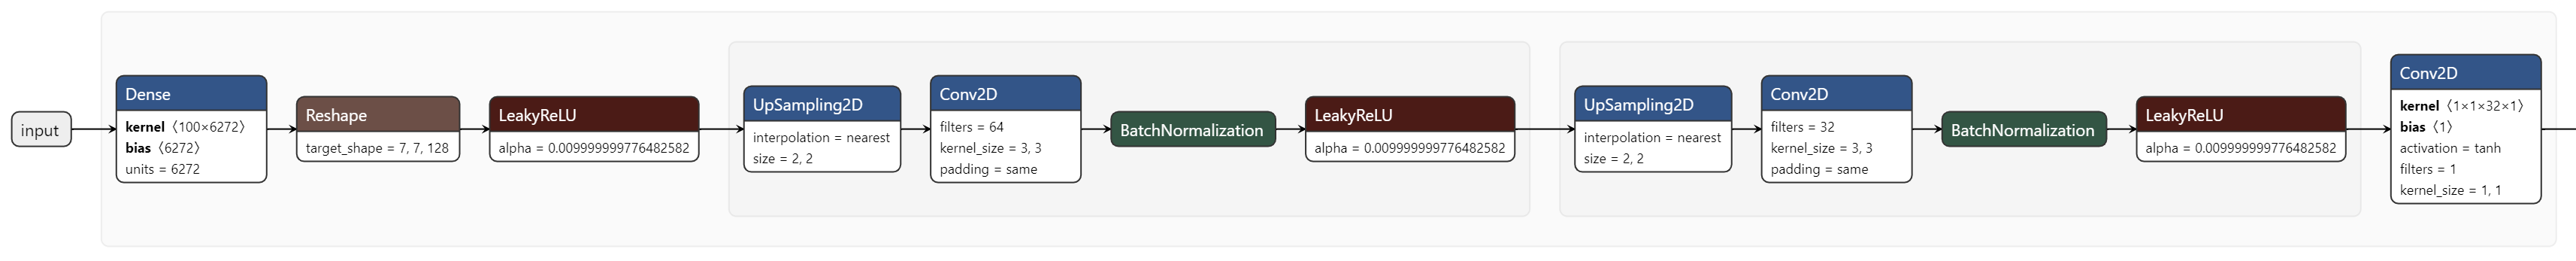 input
Dense
kernel 〈100×6272〉
bias 〈6272〉
units = 6272
Reshape
target_shape = 7, 7, 128
LeakyReLU
alpha = 0.009999999776482582
UpSampling2D
interpolation = nearest
size = 2, 2
Conv2D
filters = 64
kernel_size = 3, 3
padding = same
BatchNormalization
LeakyReLU
alpha = 0.009999999776482582
UpSampling2D
interpolation = nearest
size = 2, 2
Conv2D
filters = 32
kernel_size = 3, 3
padding = same
BatchNormalization
LeakyReLU
alpha = 0.009999999776482582
Conv2D
kernel 〈1×1×32×1〉
bias 〈1〉
activation = tanh
filters = 1
kernel_size = 1, 1